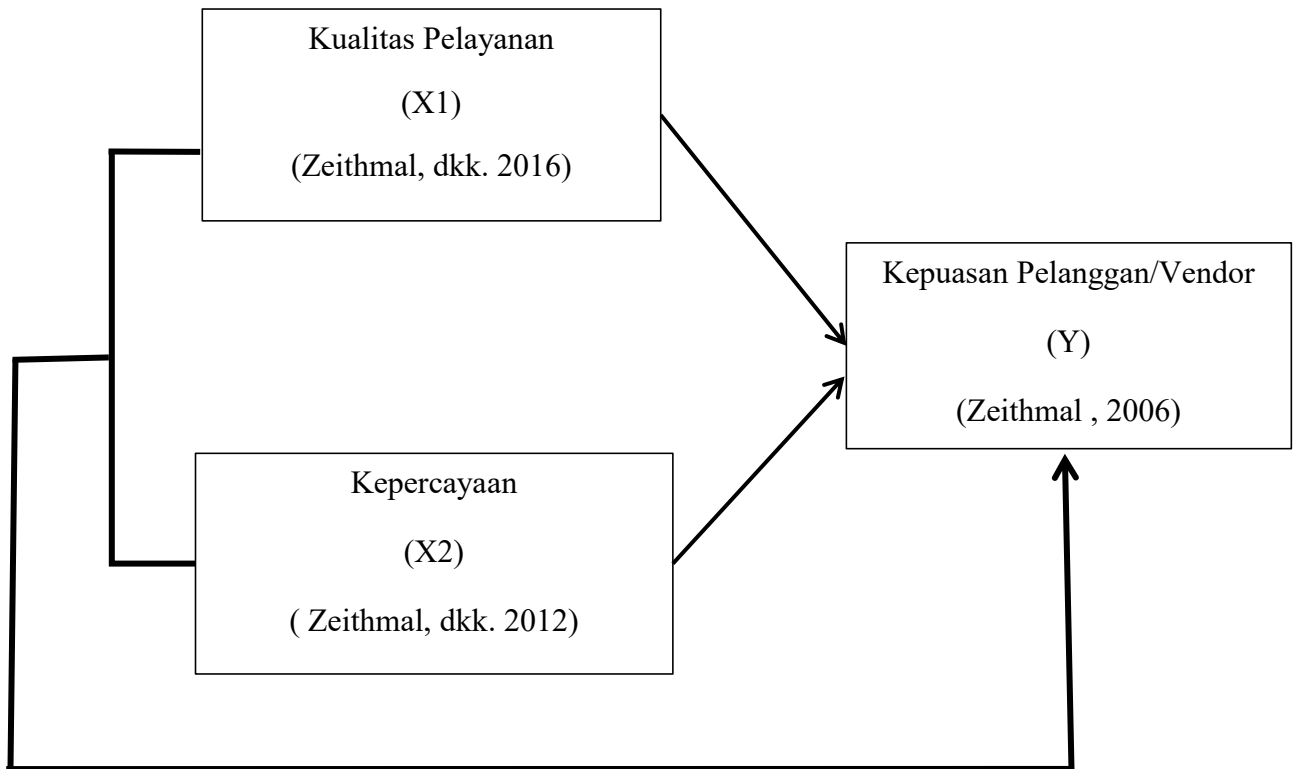 Kualitas Pelayanan
(X1)
(Zeithmal, dkk. 2016)
Kepuasan Pelanggan/Vendor
(Y)
(Zeithmal , 2006)
Kepercayaan
(X2)
( Zeithmal, dkk. 2012)